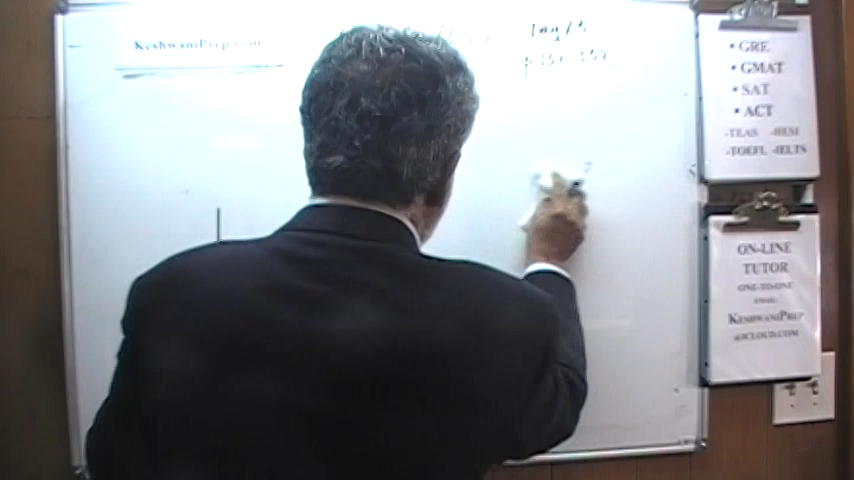 KeshwaniPrep.com
• GRE
• GMAT
• SAT
• ACT
-TEAS -HESI
-TOEFL -IELTS
ON-LINE
TUTOR
ONE-TO-ONE
EMAIL:
KESHWANIPREP
@ICLOUD.COM